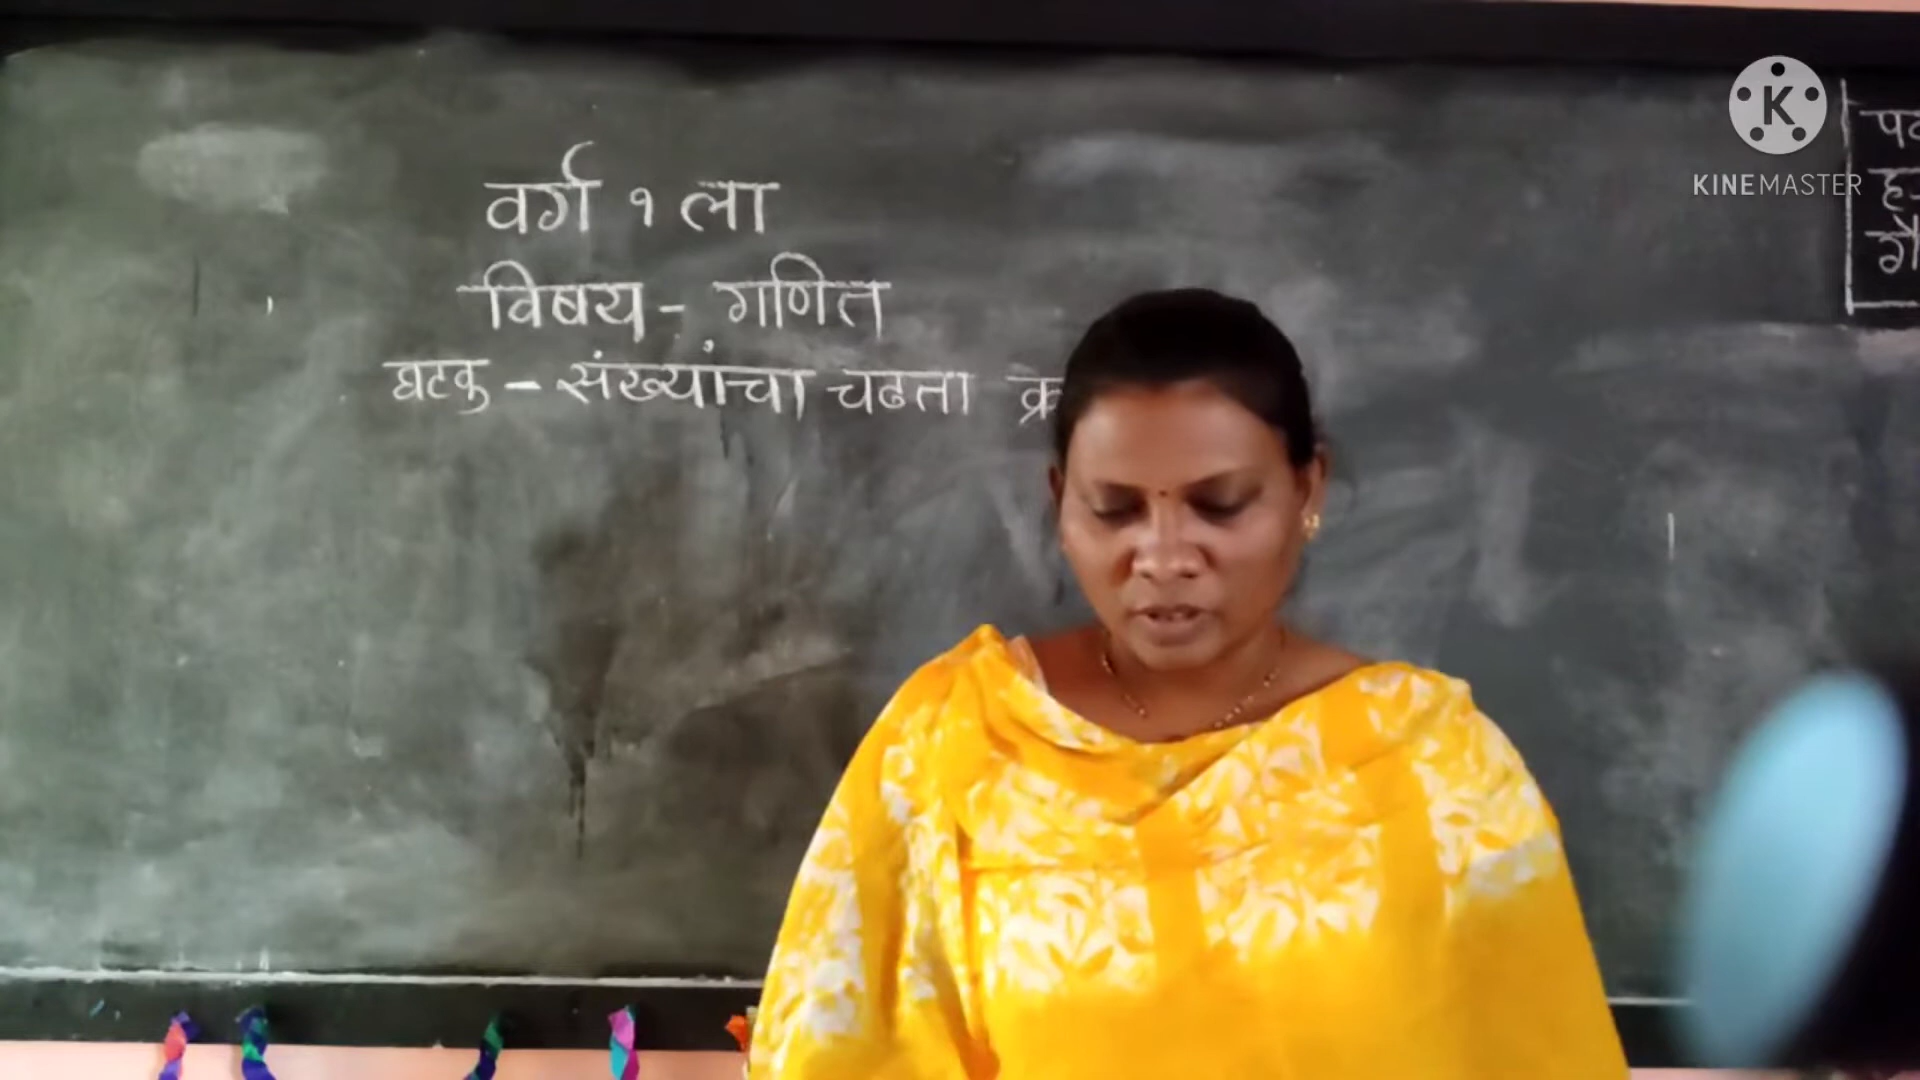 वर्ग १ ला
विषय - गणित
घटक - संख्यांचा चढता
KINEMASTER